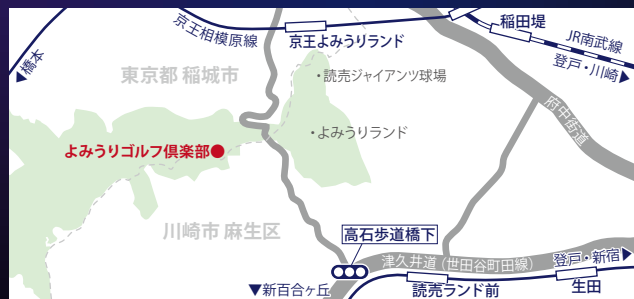 京王相模原線
京王よみうりランド
稲田堤
JR南武線
登戸・川崎▶
◀橋本
東京都 稲城市
・読売ジャイアンツ球場
府中街道
・よみうりランド
よみうりゴルフ倶楽部●
川崎市 麻生区
高石歩道橋下
津久井道(世田谷町田線)
登戸・新宿▶
▼新百合ヶ丘
読売ランド前
生田